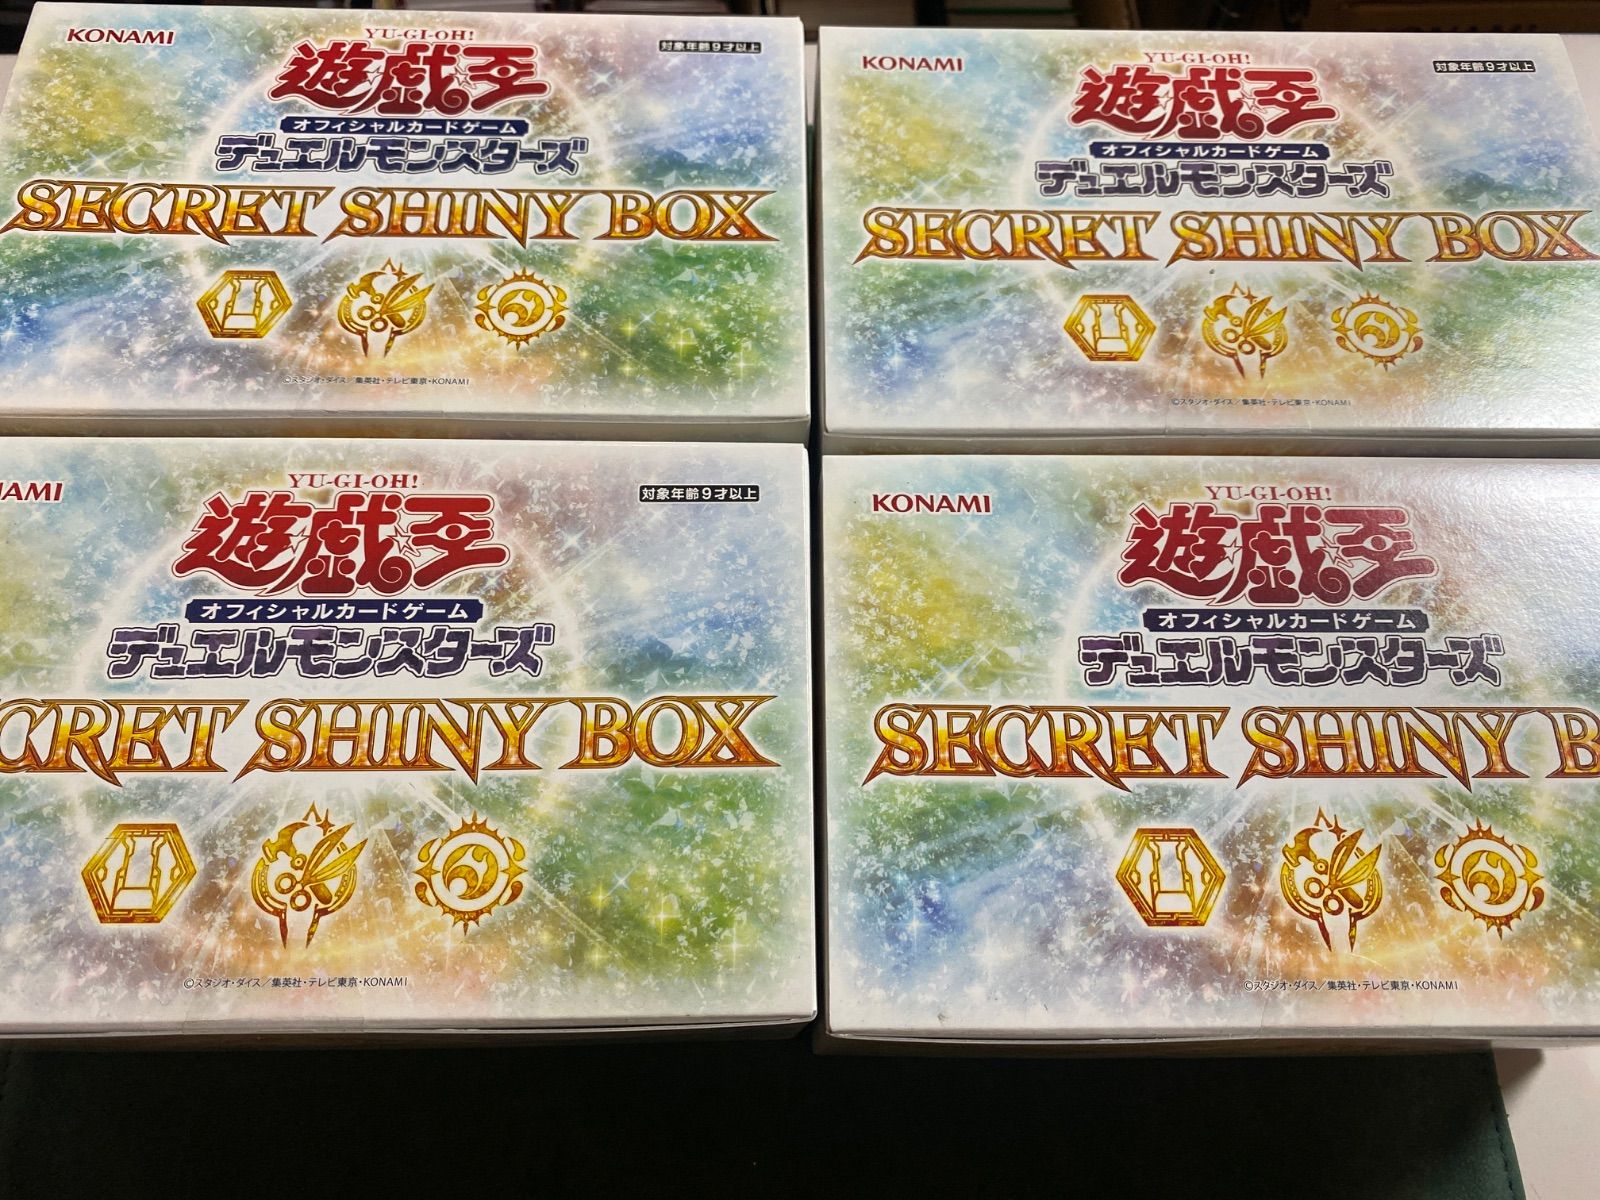 KONAMI
YU-GI-OH!
対象年齢9才以上
遊戯王
オフィシャルカードゲーム
デュエルモンスターズ
SECRET SHINY BOX
©スタジオ・ダイス／集英社・テレビ東京・KONAMI
KONAMI
YU-GI-OH!
対象年齢9才以上
遊戯王
オフィシャルカードゲーム
デュエルモンスターズ
SECRET SHINY BOX
©スタジオ・ダイス／集英社・テレビ東京・KONAMI
NAMI
YU-GI-OH!
対象年齢9才以上
遊戯王
オフィシャルカードゲーム
デュエルモンスターズ
CRET SHINY BOX
©スタジオ・ダイス／集英社・テレビ東京・KONAMI
KONAMI
YU-GI-OH!
遊戯王
オフィシャルカードゲーム
デュエルモンスターズ
SECRET SHINY B
©スタジオ・ダイス／集英社・テレビ東京・KONAMI